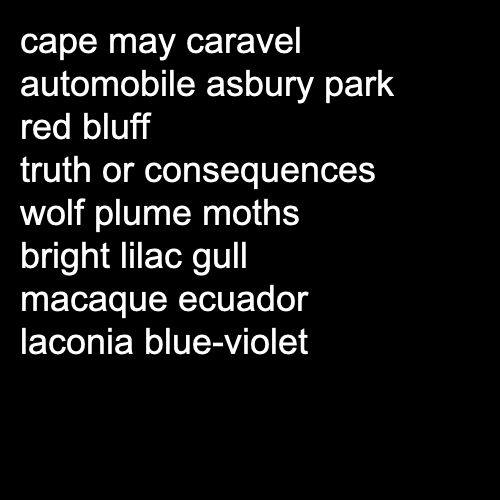 cape may caravel
automobile asbury park
red bluff
truth or consequences
wolf plume moths
bright lilac gull
macaque ecuador
laconia blue-violet